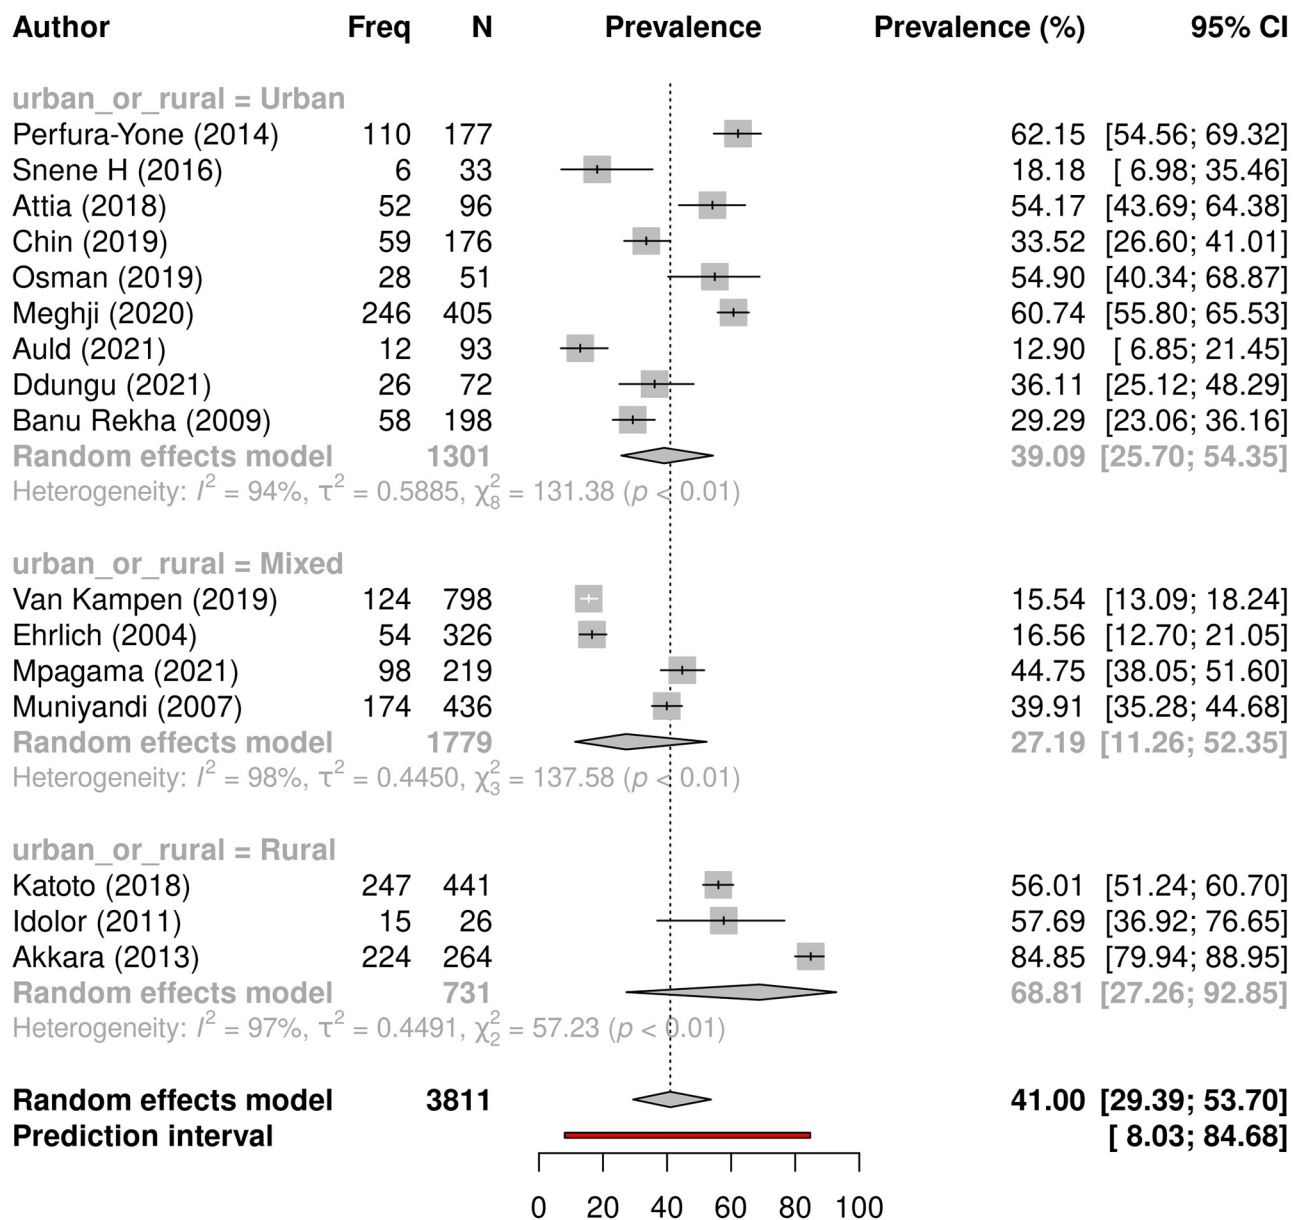 Author Freq N Prevalence Prevalence (%) 95% CI
urban_or_rural = Urban
Perfura-Yone (2014) 110 177 62.15 [54.56; 69.32]
Snene H (2016) 6 33 18.18 [ 6.98; 35.46]
Attia (2018) 52 96 54.17 [43.69; 64.38]
Chin (2019) 59 176 33.52 [26.60; 41.01]
Osman (2019) 28 51 54.90 [40.34; 68.87]
Meghji (2020) 246 405 60.74 [55.80; 65.53]
Auld (2021) 12 93 12.90 [ 6.85; 21.45]
Ddungu (2021) 26 72 36.11 [25.12; 48.29]
Banu Rekha (2009) 58 198 29.29 [23.06; 36.16]
Random effects model 1301 39.09 [25.70; 54.35]
Heterogeneity: I² = 94%, τ² = 0.5885, χ²₈ = 131.38 (p < 0.01)
urban_or_rural = Mixed
Van Kampen (2019) 124 798 15.54 [13.09; 18.24]
Ehrlich (2004) 54 326 16.56 [12.70; 21.05]
Mpagama (2021) 98 219 44.75 [38.05; 51.60]
Muniyandi (2007) 174 436 39.91 [35.28; 44.68]
Random effects model 1779 27.19 [11.26; 52.35]
Heterogeneity: I² = 98%, τ² = 0.4450, χ²₃ = 137.58 (p < 0.01)
urban_or_rural = Rural
Katoto (2018) 247 441 56.01 [51.24; 60.70]
Idolor (2011) 15 26 57.69 [36.92; 76.65]
Akkara (2013) 224 264 84.85 [79.94; 88.95]
Random effects model 731 68.81 [27.26; 92.85]
Heterogeneity: I² = 97%, τ² = 0.4491, χ²₂ = 57.23 (p < 0.01)
Random effects model 3811 41.00 [29.39; 53.70]
Prediction interval [ 8.03; 84.68]
0 20 40 60 80 100